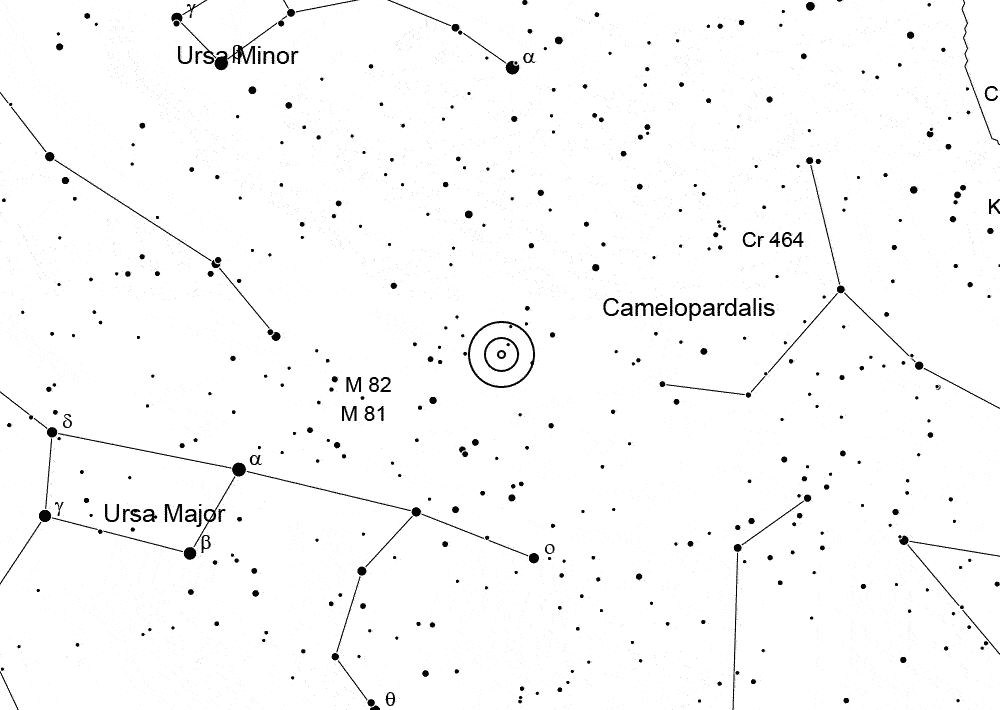 γ
Ursa Minor
β
α
C
K
Cr 464
Camelopardalis
M 82
M 81
δ
α
γ
Ursa Major
β
ο
θ